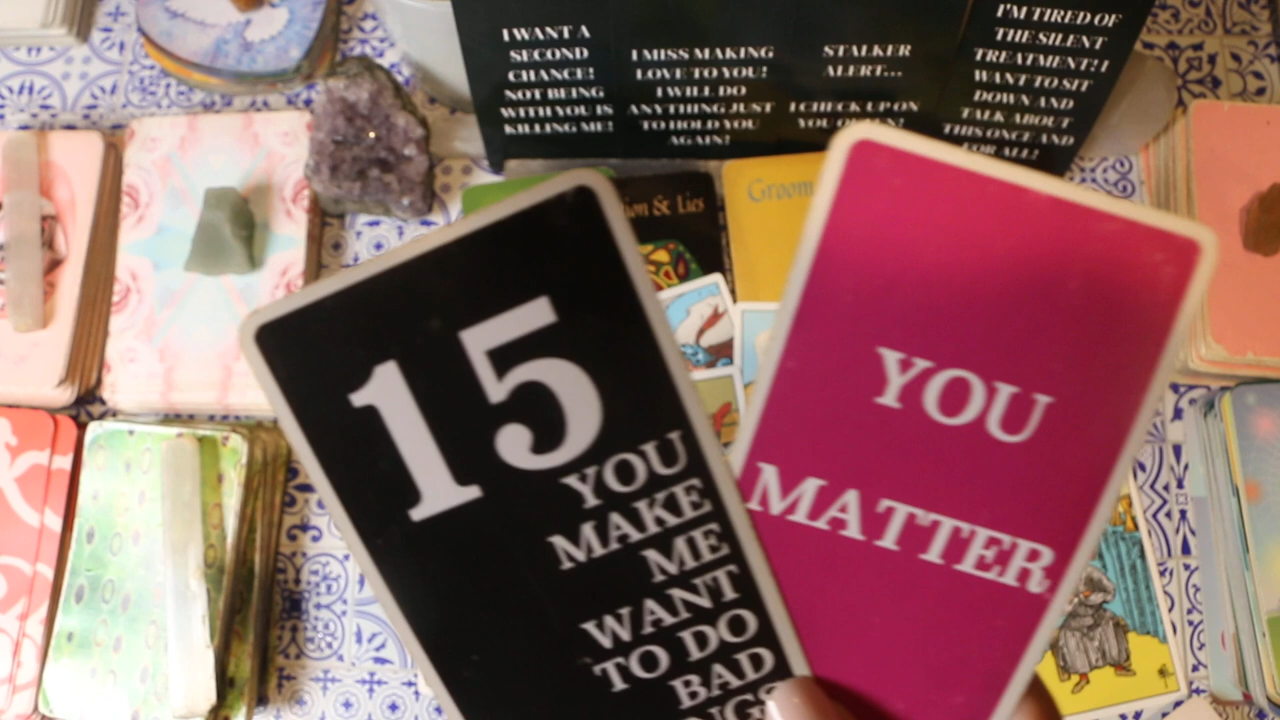 I WANT A
SECOND
CHANCE!
NOT BEING
WITH YOU IS
KILLING ME!
I MISS MAKING
LOVE TO YOU!
I WILL DO
ANYTHING JUST
TO HOLD YOU
AGAIN!
STALKER
ALERT...
I CHECK UP ON
YOU
I'M TIRED OF
THE SILENT
TREATMENT! I
WANT TO SIT
DOWN AND
TALK ABOUT
THIS ONCE AND
FOR ALL!
& Lies
Groom
15
YOU
MAKE
ME
WANT
TO DO
BAD
YOU
MATTER